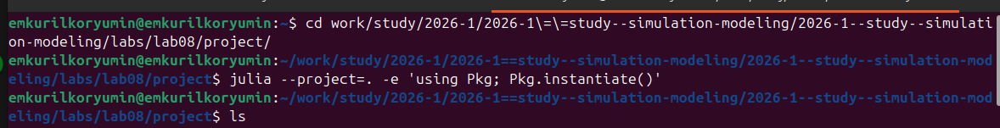 emkurilkoryumin@emkurilkoryumin:~$ cd work/study/2026-1/2026-1\=\=study--simulation-modeling/2026-1--study--simulati
on-modeling/labs/lab08/project/
emkurilkoryumin@emkurilkoryumin:~/work/study/2026-1/2026-1==study--simulation-modeling/2026-1--study--simulation-mod
eling/labs/lab08/project$ julia --project=. -e 'using Pkg; Pkg.instantiate()'
emkurilkoryumin@emkurilkoryumin:~/work/study/2026-1/2026-1==study--simulation-modeling/2026-1--study--simulation-mod
eling/labs/lab08/project$ ls